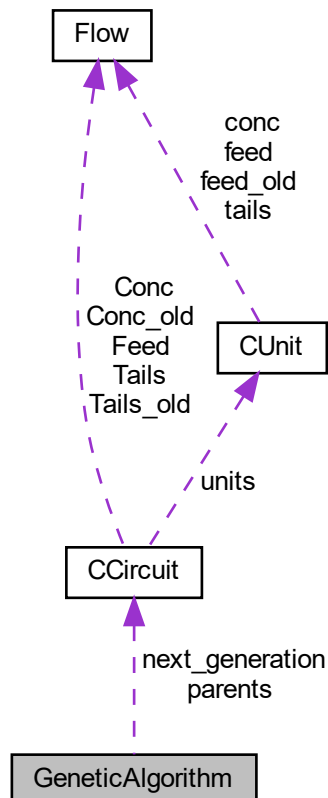 Flow
conc
feed
feed_old
tails
Conc
Conc_old
Feed
Tails
Tails_old
CUnit
units
CCircuit
next_generation
parents
GeneticAlgorithm